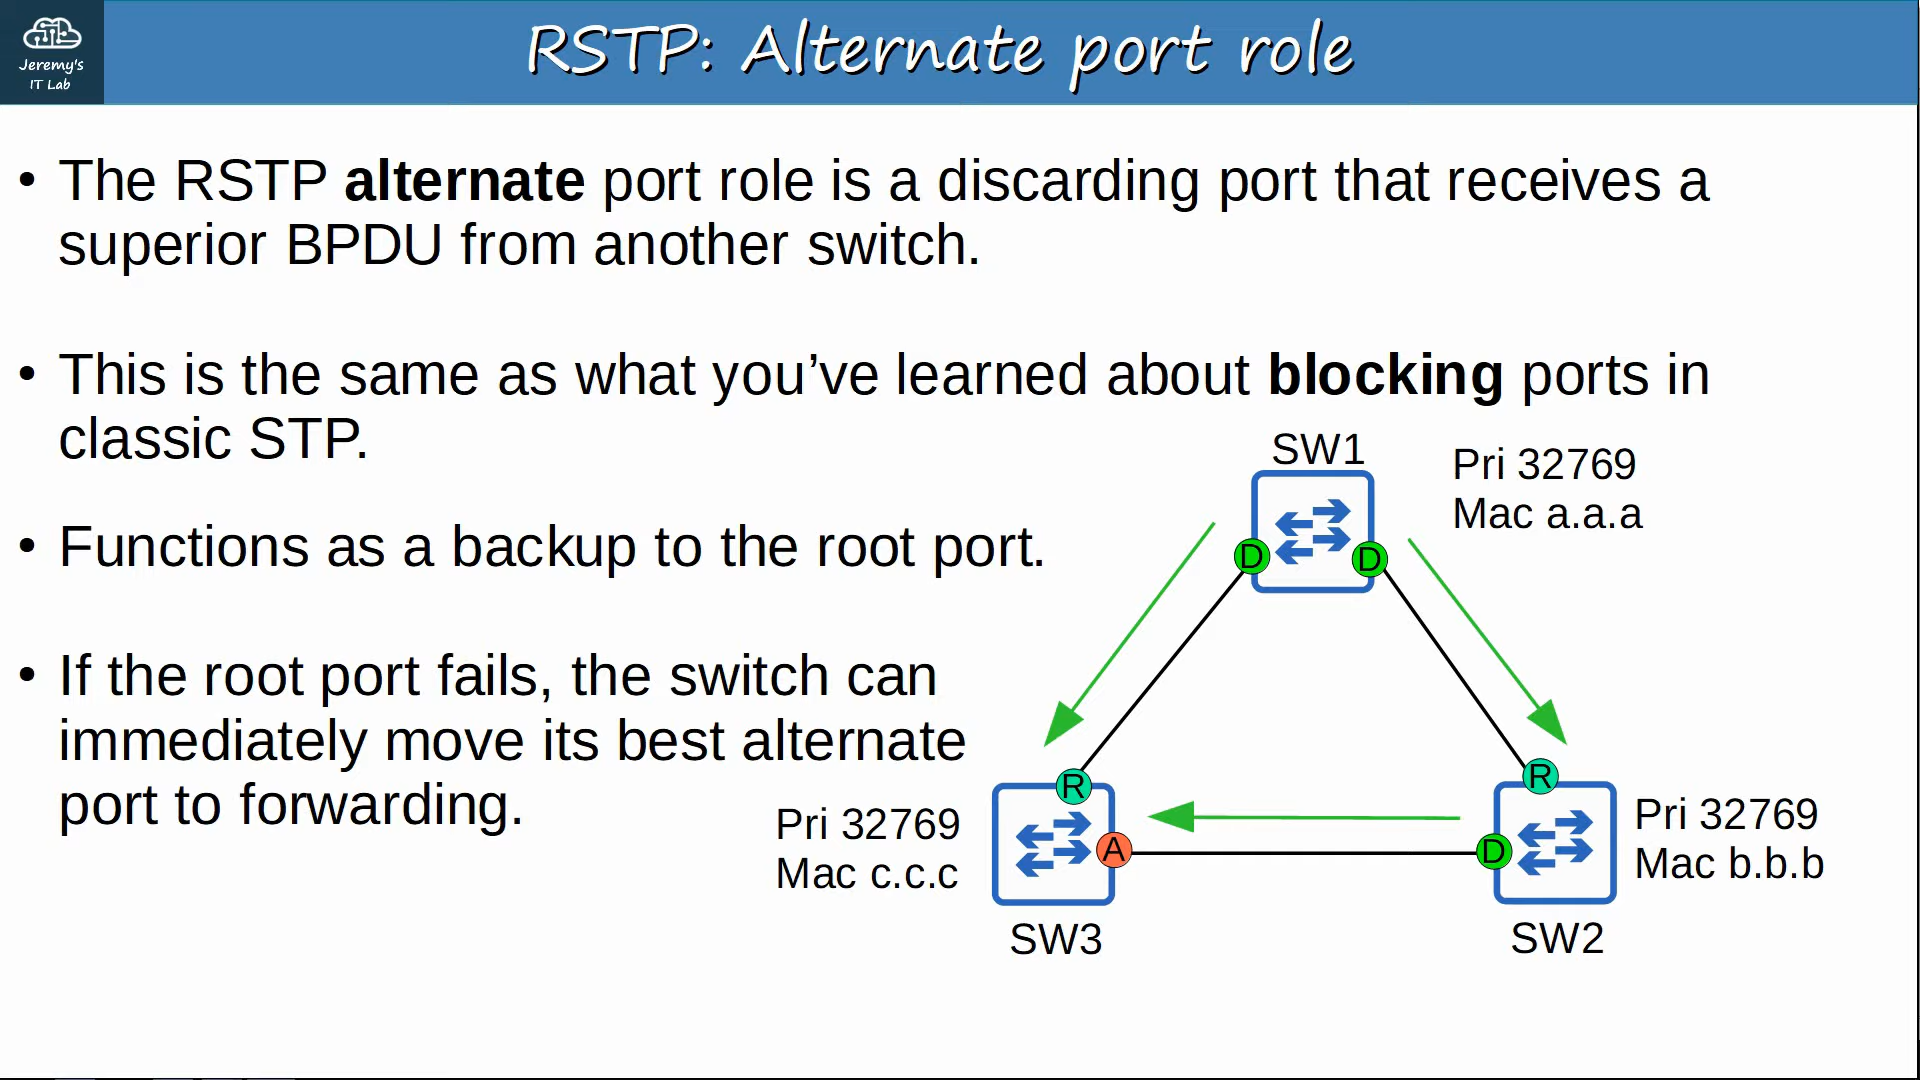 Jeremy's
IT Lab
RSTP: Alternate port role
• The RSTP alternate port role is a discarding port that receives a
superior BPDU from another switch.
• This is the same as what you’ve learned about blocking ports in
classic STP.
• Functions as a backup to the root port.
• If the root port fails, the switch can
immediately move its best alternate
port to forwarding.
SW1
Pri 32769
Mac a.a.a
D
D
R
R
Pri 32769
Mac c.c.c
A
D
Pri 32769
Mac b.b.b
SW3
SW2